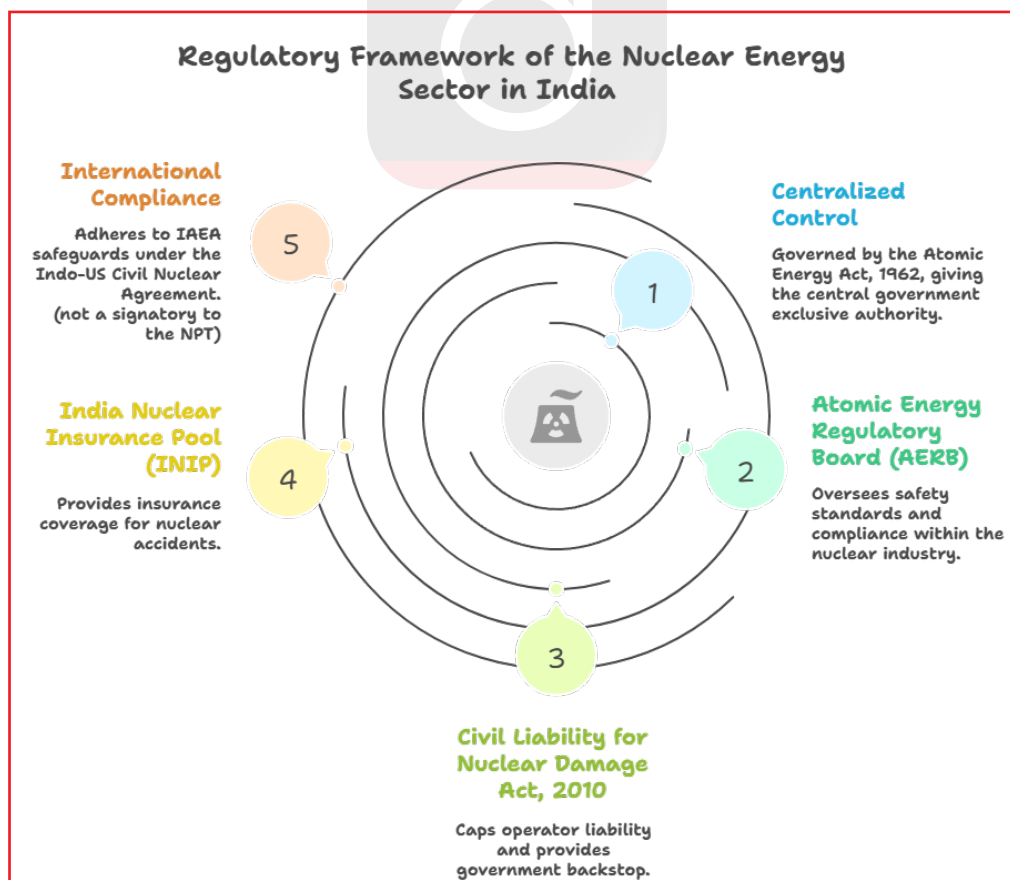 Regulatory Framework of the Nuclear Energy
Sector in India
International
Compliance
Adheres to IAEA
safeguards under the
Indo-US Civil Nuclear
Agreement.
(not a signatory to
the NPT)
5
Centralized
Control
Governed by the Atomic
Energy Act, 1962, giving
the central government
exclusive authority.
1
India Nuclear
Insurance Pool
(INIP)
Provides insurance
coverage for nuclear
accidents.
4
Atomic Energy
Regulatory
Board (AERB)
Oversees safety
standards and
compliance within the
nuclear industry.
2
3
Civil Liability for
Nuclear Damage
Act, 2010
Caps operator liability
and provides
government backstop.